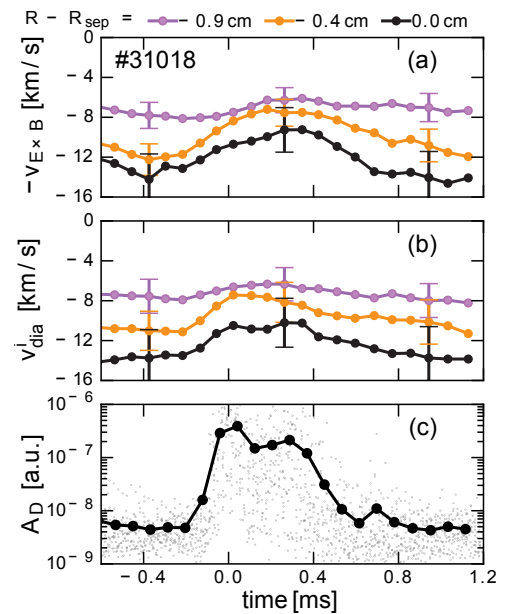 R − R_sep = − 0.9 cm − 0.4 cm 0.0 cm
#31018
(a)
0
− 4
− 8
− 12
− 16
− v_E × B [km / s]
(b)
0
− 4
− 8
− 12
− 16
v^i_dia [km / s]
(c)
10^−6
10^−7
10^−8
10^−9
A_D [a.u.]
− 0.4 0.0 0.4 0.8 1.2
time [ms]